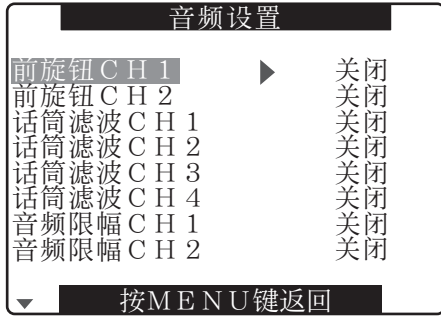 音频设置
前旋钮ＣＨ１ 关闭
前旋钮ＣＨ２ 关闭
话筒滤波ＣＨ１ 关闭
话筒滤波ＣＨ２ 关闭
话筒滤波ＣＨ３ 关闭
话筒滤波ＣＨ４ 关闭
音频限幅ＣＨ１ 关闭
音频限幅ＣＨ２ 关闭
按ＭＥＮＵ键返回